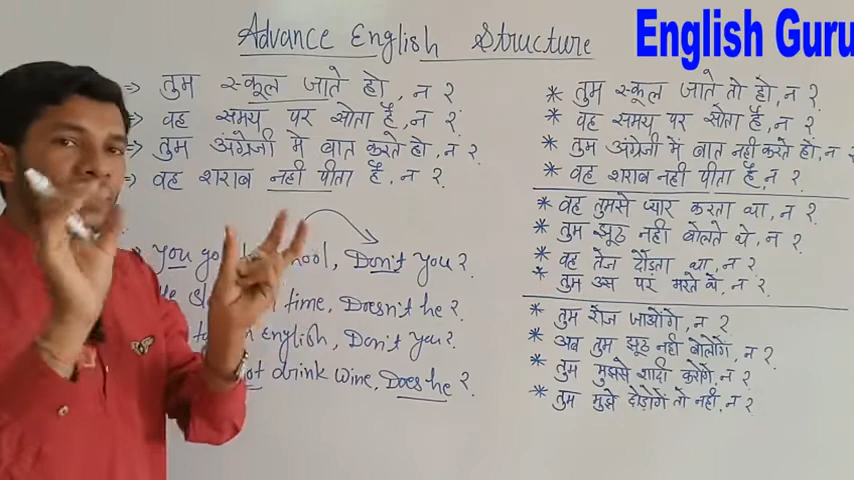 Advance English Structure
English Guru
⇒ तुम स्कूल जाते हो, न ?
⇒ वह समय पर सोता है, न ?
⇒ तुम अंग्रेजी मे बात करते हो, न ?
वह शराब नही पीता है, न ?
You school, Don't you?
time, Doesn't he?
English, Don't you?
drink wine, Does he?
* तुम स्कूल जाते तो हो, न ?
* वह समय पर सोता है, न ?
* तुम अंग्रेजी मे बात नही करते हो, न ?
* वह शराब नही पीता है, न ?
* वह तुमसे प्यार करता था, न ?
* तुम झूठ नही बोलते थे, न ?
* वह तेज दौड़ता था, न ?
* तुम उस पर मरते थे, न ?
* तुम रोज जाओगे, न ?
* अब तुम झूठ नही बोलोगे, न ?
* तुम मुझसे शादी करोगे, न ?
* तुम मुझे तो नही, न ?